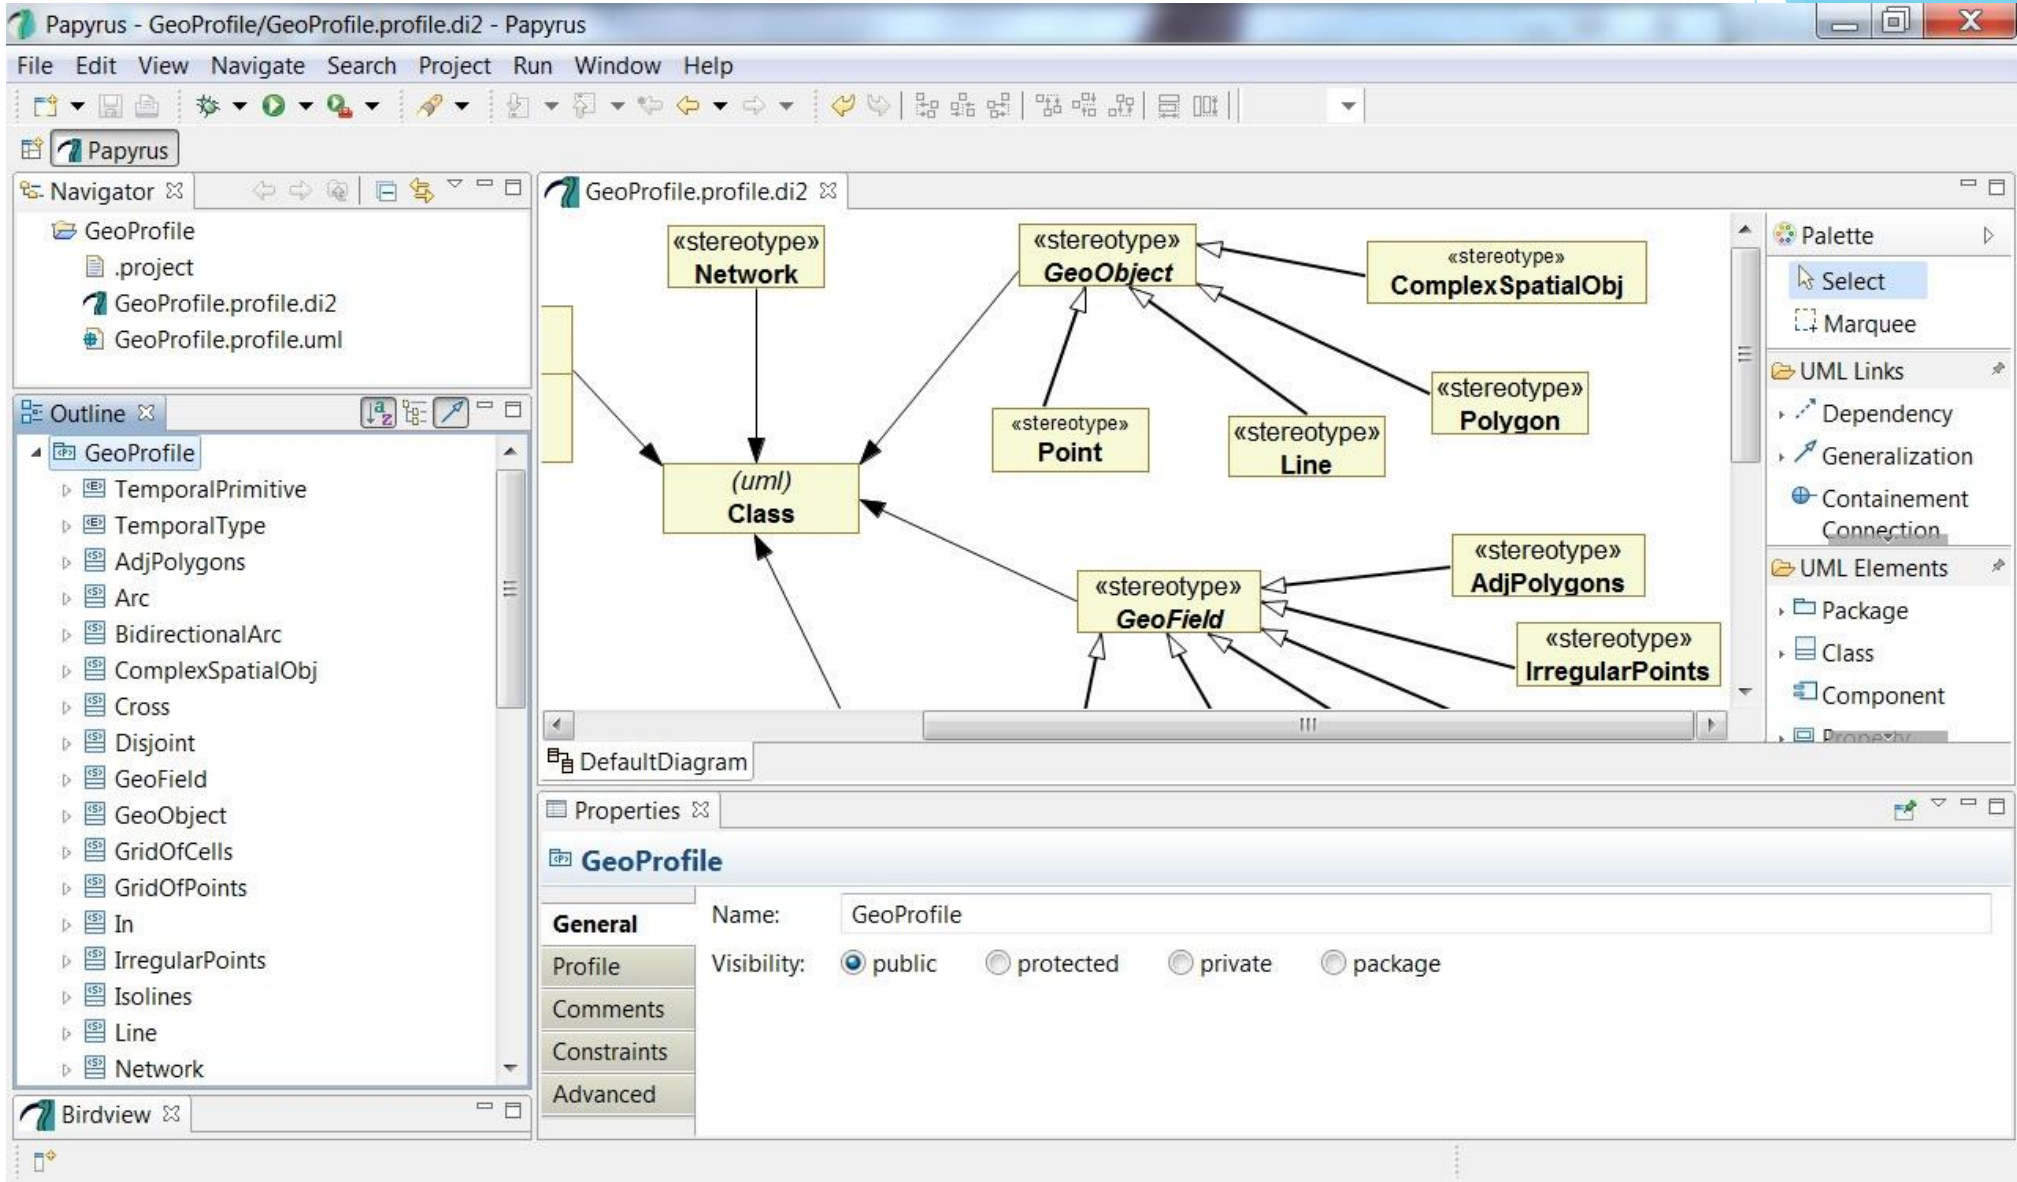 Papyrus - GeoProfile/GeoProfile.profile.di2 - Papyrus
File Edit View Navigate Search Project Run Window Help
Papyrus
Navigator
GeoProfile
.project
GeoProfile.profile.di2
GeoProfile.profile.uml
Outline
GeoProfile
TemporalPrimitive
TemporalType
AdjPolygons
Arc
BidirectionalArc
ComplexSpatialObj
Cross
Disjoint
GeoField
GeoObject
GridOfCells
GridOfPoints
In
IrregularPoints
Isolines
Line
Network
Birdview
GeoProfile.profile.di2
«stereotype»
Network
«stereotype»
GeoObject
«stereotype»
ComplexSpatialObj
«stereotype»
Polygon
«stereotype»
Point
«stereotype»
Line
(uml)
Class
«stereotype»
AdjPolygons
«stereotype»
GeoField
«stereotype»
IrregularPoints
DefaultDiagram
Palette
Select
Marquee
UML Links
Dependency
Generalization
Containement
Connection
UML Elements
Package
Class
Component
Property
Properties
GeoProfile
General
Profile
Comments
Constraints
Advanced
Name: GeoProfile
Visibility: public protected private package